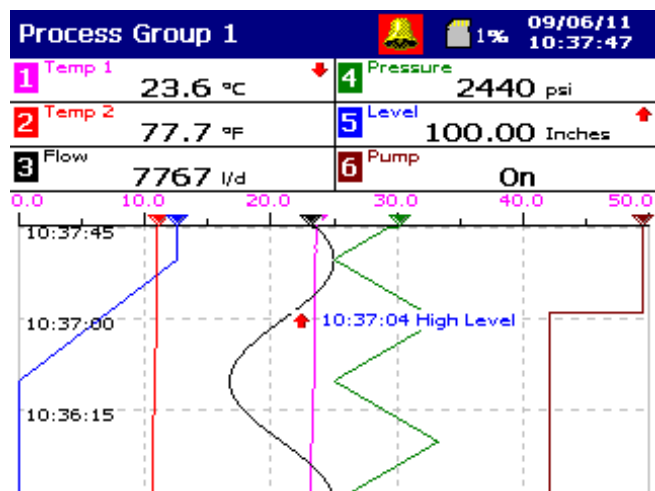 Process Group 1 1% 09/06/11
10:37:47
1 Temp 1 23.6 °C
4 Pressure 2440 psi
2 Temp 2 77.7 °F
5 Level 100.00 Inches
3 Flow 7767 l/d
6 Pump On
0.0 10.0 20.0 30.0 40.0 50.0
10:37:45
10:37:00
10:37:04 High Level
10:36:15